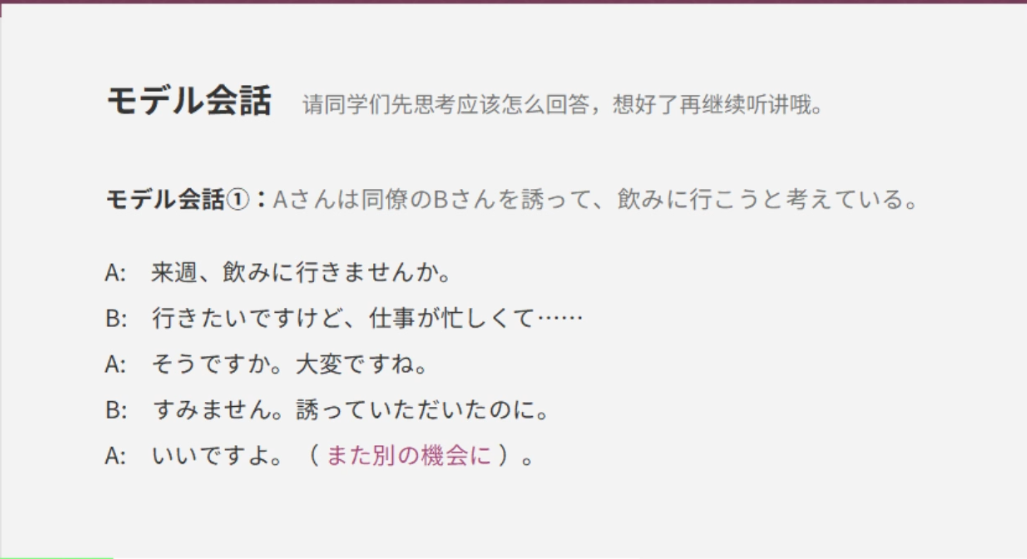 モデル会話 请同学们先思考应该怎么回答，想好了再继续听讲哦。
モデル会話①：Aさんは同僚のBさんを誘って、飲みに行こうと考えている。
A: 来週、飲みに行きませんか。
B: 行きたいですけど、仕事が忙しくて……
A: そうですか。大変ですね。
B: すみません。誘っていただいたのに。
A: いいですよ。（ また別の機会に ）。